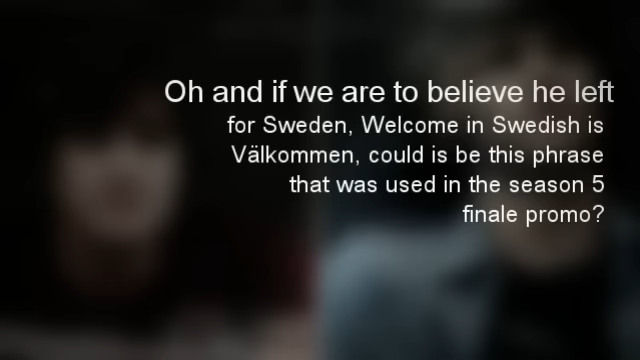 Oh and if we are to believe he left
for Sweden, Welcome in Swedish is
Välkommen, could is be this phrase
that was used in the season 5
finale promo?